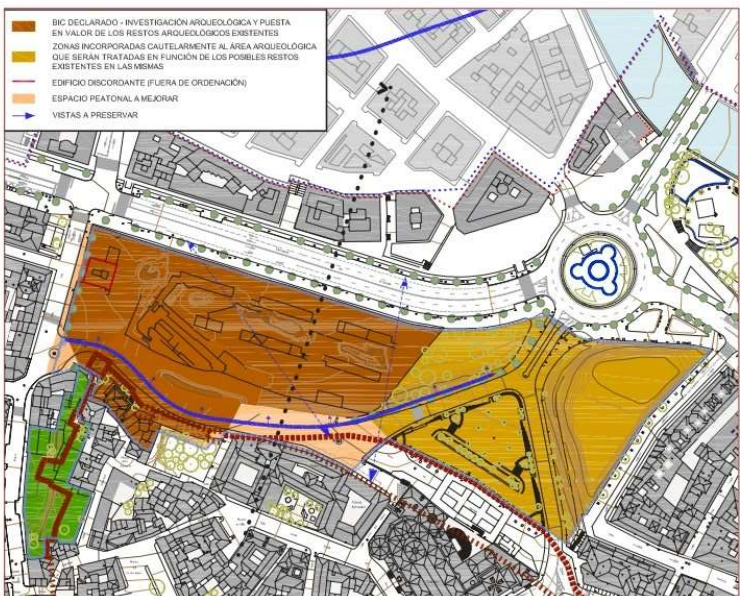 BIC DECLARADO - INVESTIGACIÓN ARQUEOLÓGICA Y PUESTA
EN VALOR DE LOS RESTOS ARQUEOLÓGICOS EXISTENTES
ZONAS INCORPORADAS CAUTELARMENTE AL ÁREA ARQUEOLÓGICA
QUE SERAN TRATADAS EN FUNCIÓN DE LOS POSIBLES RESTOS
EXISTENTES EN LAS MISMAS
EDIFICIO DISCORDANTE (FUERA DE ORDENACIÓN)
ESPACIO PEATONAL A MEJORAR
VISTAS A PRESERVAR